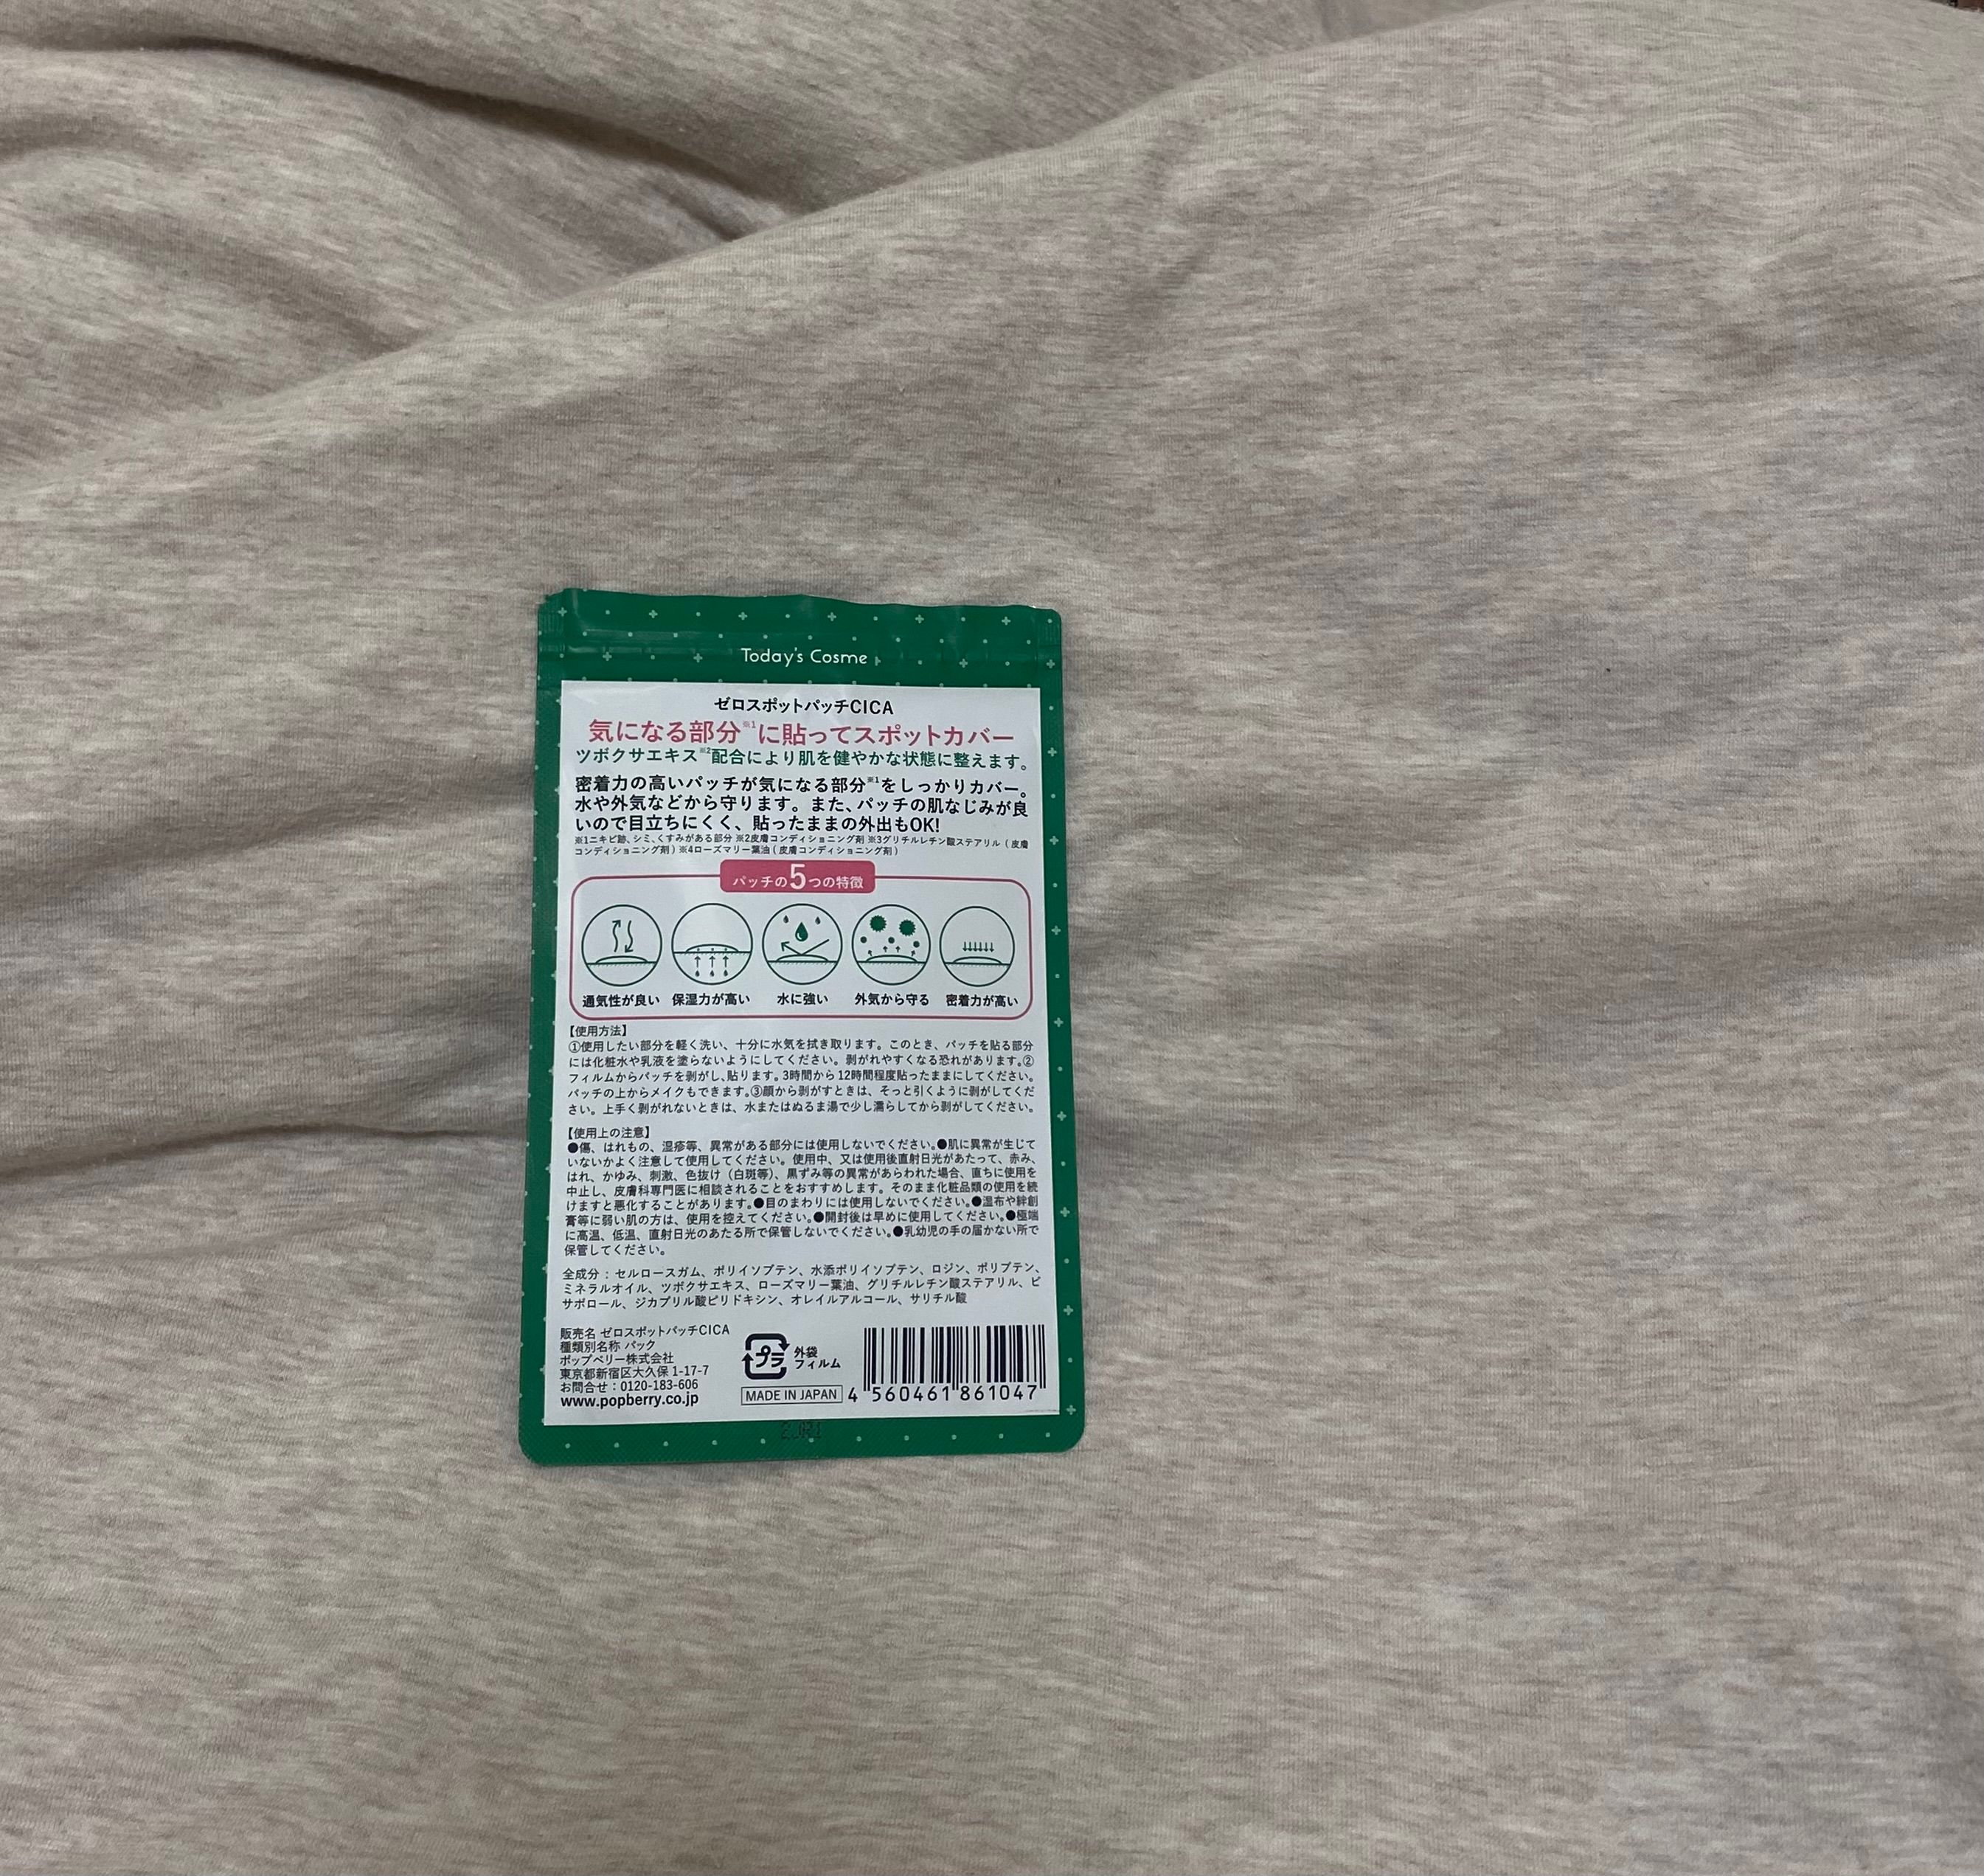 Today's Cosme
ゼロスポットパッチCICA
気になる部分※1に貼ってスポットカバー
ツボクサエキス※2配合により肌を健やかな状態に整えます。
密着力の高いパッチが気になる部分※1をしっかりカバー。
水や外気などから守ります。また、パッチの肌なじみが良
いので目立ちにくく、貼ったままの外出もOK!
※1ニキビ跡、シミ、くすみがある部分 ※2皮膚コンディショニング剤 ※3グリチルレチン酸ステアリル(皮膚
コンディショニング剤)※4ローズマリー葉油(皮膚コンディショニング剤)
パッチの5つの特徴
通気性が良い 保湿力が高い 水に強い 外気から守る 密着力が高い
【使用方法】
①使用したい部分を軽く洗い、十分に水気を拭き取ります。このとき、パッチを貼る部分
には化粧水や乳液を塗らないようにしてください。剥がれやすくなる恐れがあります。②
フィルムからパッチを剥がし、貼ります。3時間から12時間程度貼ったままにしてください。
パッチの上からメイクもできます。③顔から剥がすときは、そっと引くように剥がしてくだ
さい。上手く剥がれないときは、水またはぬるま湯で少し濡らしてから剥がしてください。
【使用上の注意】
●傷、はれもの、湿疹等、異常がある部分には使用しないでください。●肌に異常が生じて
いないかよく注意して使用してください。使用中、又は使用後直射日光があたって、赤み、
はれ、かゆみ、刺激、色抜け（白斑等）、黒ずみ等の異常があらわれた場合、直ちに使用を
中止し、皮膚科専門医に相談されることをおすすめします。そのまま化粧品類の使用を続
けますと悪化することがあります。●目のまわりには使用しないでください。●湿布や絆創
膏等に弱い肌の方は、使用を控えてください。●開封後は早めに使用してください。●極端
に高温、低温、直射日光のあたる所で保管しないでください。●乳幼児の手の届かない所で
保管してください。
全成分：セルロースガム、ポリイソブテン、水添ポリイソブテン、ロジン、ポリブテン、
ミネラルオイル、ツボクサエキス、ローズマリー葉油、グリチルレチン酸ステアリル、ビ
サボロール、ジカプリル酸ピリドキシン、オレイルアルコール、サリチル酸
販売名 ゼロスポットパッチCICA
種類別名称 パック
ポップベリー株式会社
東京都新宿区大久保 1-17-7
お問合せ：0120-183-606
www.popberry.co.jp
プラ
外袋
フィルム
MADE IN JAPAN
4 560461 861047